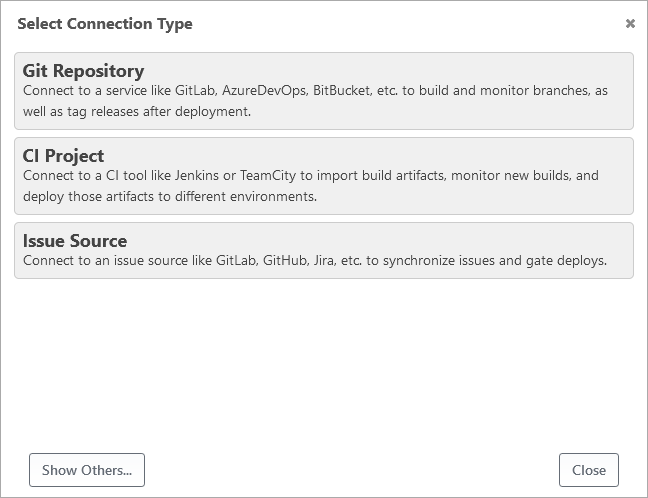 Select Connection Type
Git Repository
Connect to a service like GitLab, AzureDevOps, BitBucket, etc. to build and monitor branches, as
well as tag releases after deployment.
CI Project
Connect to a CI tool like Jenkins or TeamCity to import build artifacts, monitor new builds, and
deploy those artifacts to different environments.
Issue Source
Connect to an issue source like GitLab, GitHub, Jira, etc. to synchronize issues and gate deploys.
Show Others...
Close